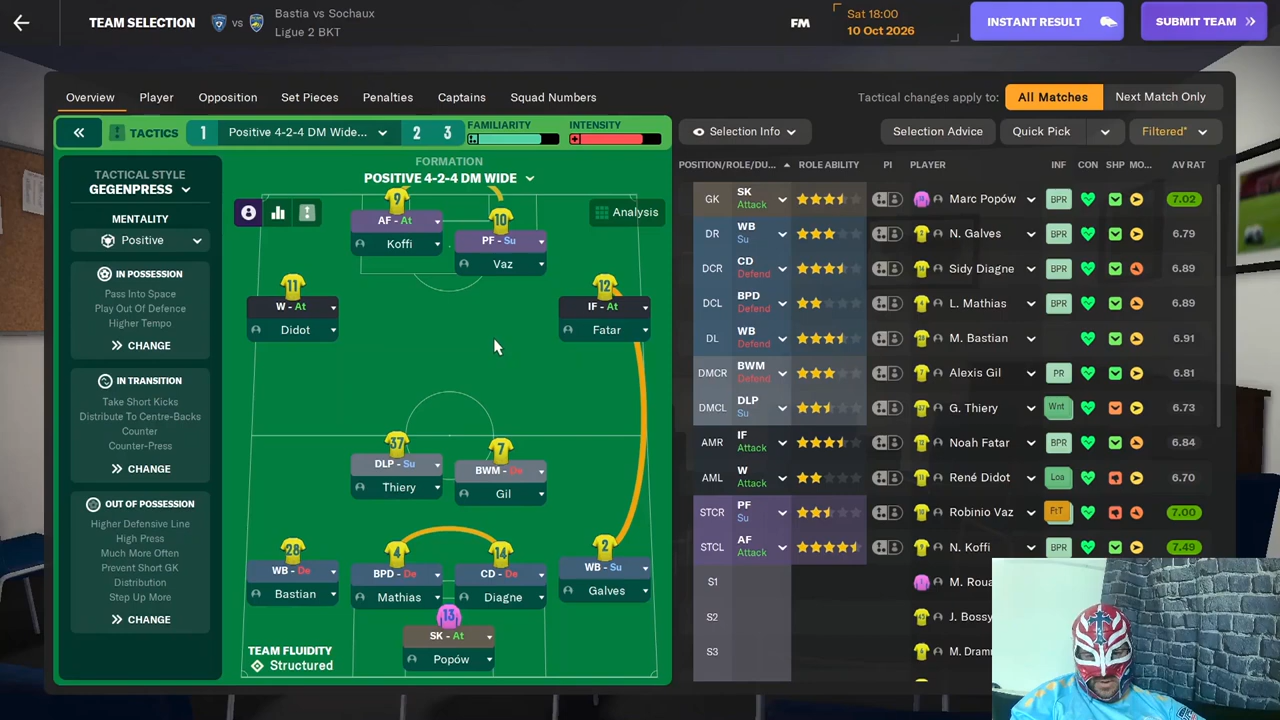 TEAM SELECTION
vs
Bastia vs Sochaux
Ligue 2 BKT
FM
Sat 18:00
10 Oct 2026
INSTANT RESULT
SUBMIT TEAM
Overview
Player
Opposition
Set Pieces
Penalties
Captains
Squad Numbers
Tactical changes apply to:
All Matches
Next Match Only
TACTICS
1
Positive 4-2-4 DM Wide...
2
3
FAMILIARITY
INTENSITY
Selection Info
Selection Advice
Quick Pick
Filtered*
TACTICAL STYLE
GEGENPRESS
MENTALITY
Positive
IN POSSESSION
Pass Into Space
Play Out Of Defence
Higher Tempo
CHANGE
IN TRANSITION
Take Short Kicks
Distribute To Centre-Backs
Counter
Counter-Press
CHANGE
OUT OF POSSESSION
Higher Defensive Line
High Press
Much More Often
Prevent Short GK
Distribution
Step Up More
CHANGE
FORMATION
POSITIVE 4-2-4 DM WIDE
Analysis
9
AF - At
Koffi
10
PF - Su
Vaz
11
W - At
Didot
12
IF - At
Fatar
37
DLP - Su
Thiery
7
BWM - De
Gil
28
WB - De
Bastian
4
BPD - De
Mathias
14
CD - De
Diagne
2
WB - Su
Galves
13
SK - At
Popów
TEAM FLUIDITY
Structured
POSITION/ROLE/DU... ROLE ABILITY PI PLAYER INF CON SHP MO... AV RAT
GK SK Attack Marc Popów BPR 7.02
DR WB Su N. Galves BPR 6.79
DCR CD Defend Sidy Diagne BPR 6.89
DCL BPD Defend L. Mathias BPR 6.89
DL WB Defend M. Bastian 6.91
DMCR BWM Defend Alexis Gil PR 6.81
DMCL DLP Su G. Thiery Wnt 6.73
AMR IF Attack Noah Fatar BPR 6.84
AML W Attack René Didot Loa 6.70
STCR PF Su Robinio Vaz FtT 7.00
STCL AF Attack N. Koffi BPR 7.49
S1 M. Roua
S2 J. Bossy
S3 M. Dramm